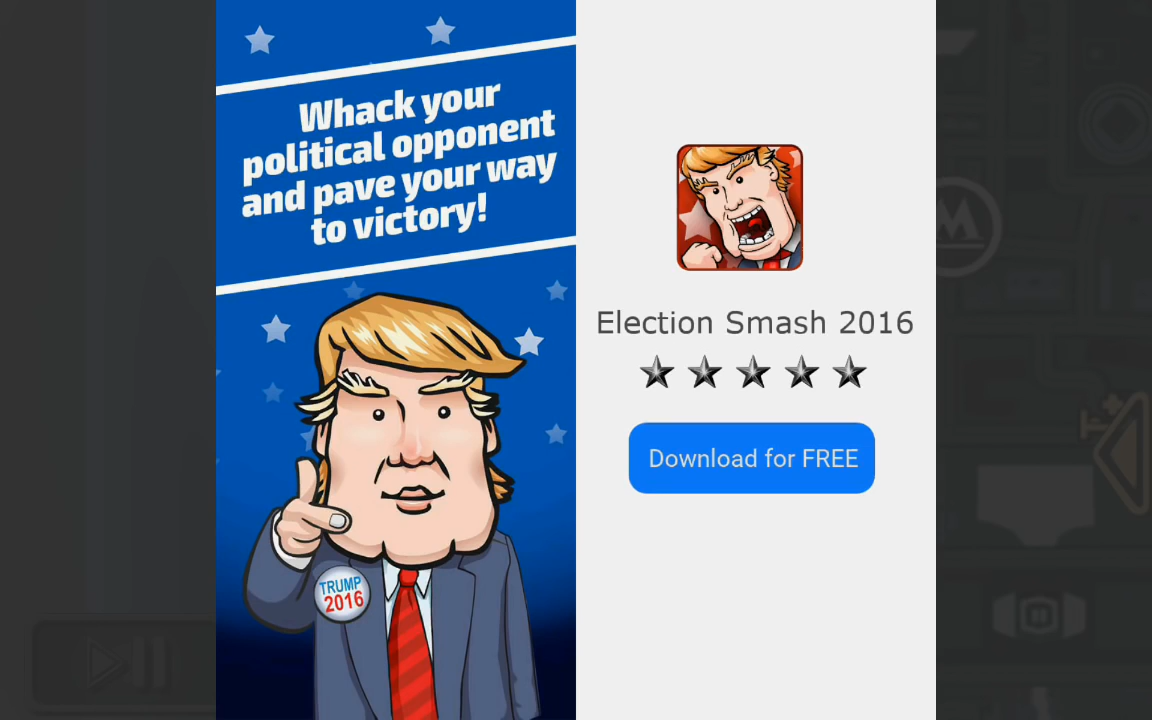 Whack your
political opponent
and pave your way
to victory!
TRUMP
2016
Election Smash 2016
Download for FREE
M